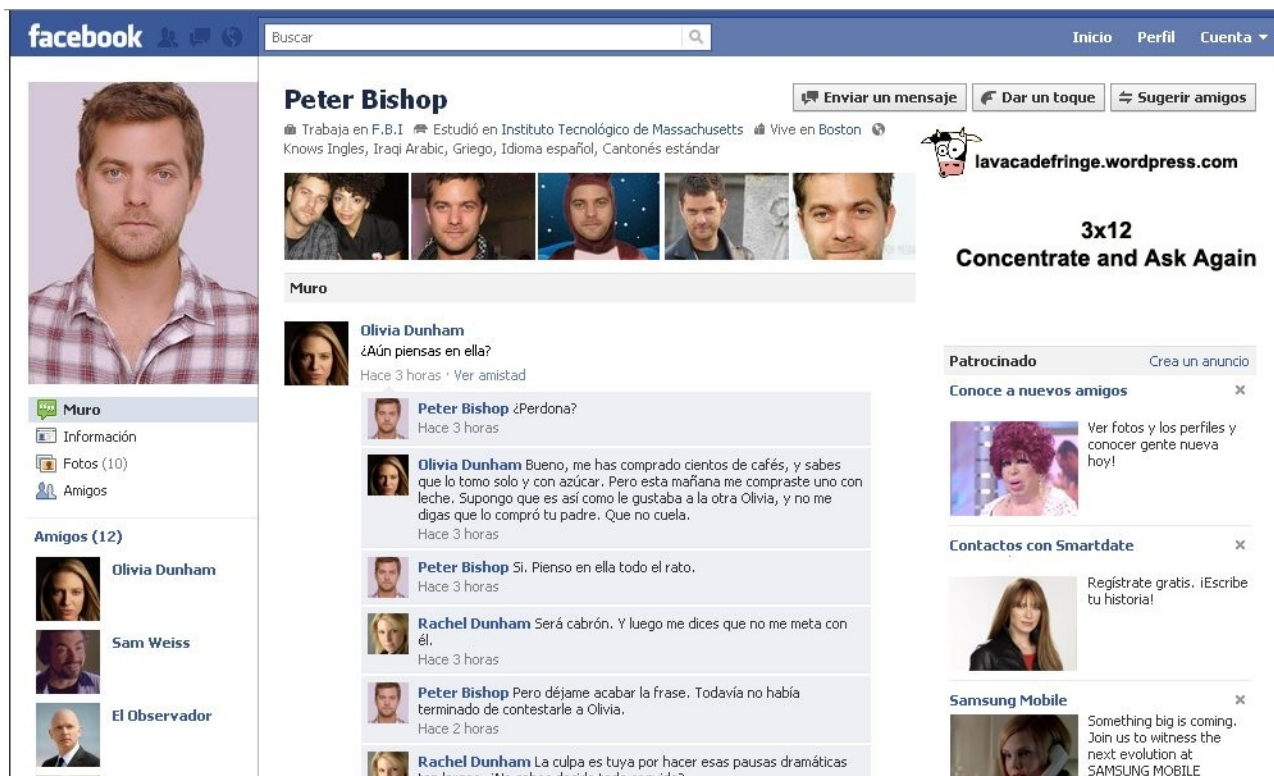 facebook
Buscar
Inicio Perfil Cuenta
Peter Bishop
Enviar un mensaje
Dar un toque
Sugerir amigos
Trabaja en F.B.I Estudió en Instituto Tecnológico de Massachusetts Vive en Boston
Knows Ingles, Iraqi Arabic, Griego, Idioma español, Cantonés estándar
lavacadefringe.wordpress.com
3x12
Concentrate and Ask Again
Muro
Información
Fotos (10)
Amigos
Amigos (12)
Olivia Dunham
Sam Weiss
El Observador
Muro
Olivia Dunham
¿Aún piensas en ella?
Hace 3 horas · Ver amistad
Peter Bishop ¿Perdona?
Hace 3 horas
Olivia Dunham Bueno, me has comprado cientos de cafés, y sabes
que lo tomo solo y con azúcar. Pero esta mañana me compraste uno con
leche. Supongo que es así como le gustaba a la otra Olivia, y no me
digas que lo compró tu padre. Que no cuela.
Hace 3 horas
Peter Bishop Si. Pienso en ella todo el rato.
Hace 3 horas
Rachel Dunham Será cabrón. Y luego me dices que no me meta con
él.
Hace 3 horas
Peter Bishop Pero déjame acabar la frase. Todavía no había
terminado de contestarle a Olivia.
Hace 2 horas
Rachel Dunham La culpa es tuya por hacer esas pausas dramáticas
Patrocinado Crea un anuncio
Conoce a nuevos amigos
Ver fotos y los perfiles y
conocer gente nueva
hoy!
Contactos con Smartdate
Regístrate gratis. ¡Escribe
tu historia!
Samsung Mobile
Something big is coming.
Join us to witness the
next evolution at
SAMSUNG MOBILE